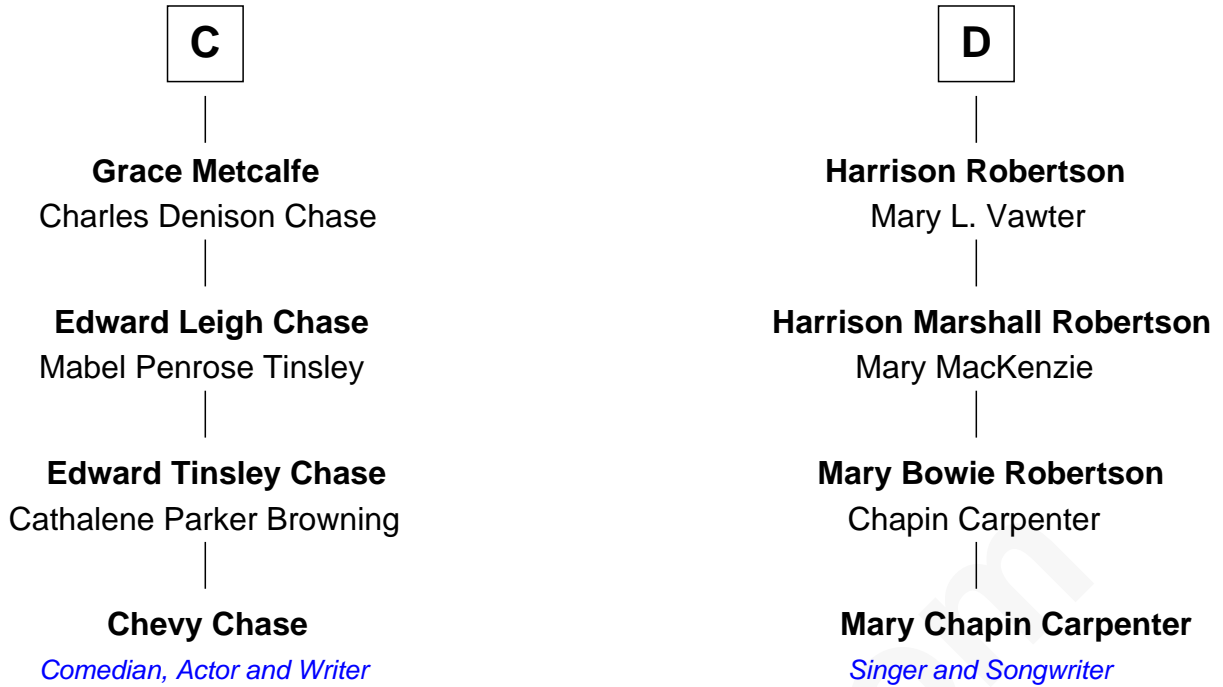 C
Grace Metcalfe
Charles Denison Chase
Edward Leigh Chase
Mabel Penrose Tinsley
Edward Tinsley Chase
Cathalene Parker Browning
Chevy Chase
Comedian, Actor and Writer
D
Harrison Robertson
Mary L. Vawter
Harrison Marshall Robertson
Mary MacKenzie
Mary Bowie Robertson
Chapin Carpenter
Mary Chapin Carpenter
Singer and Songwriter